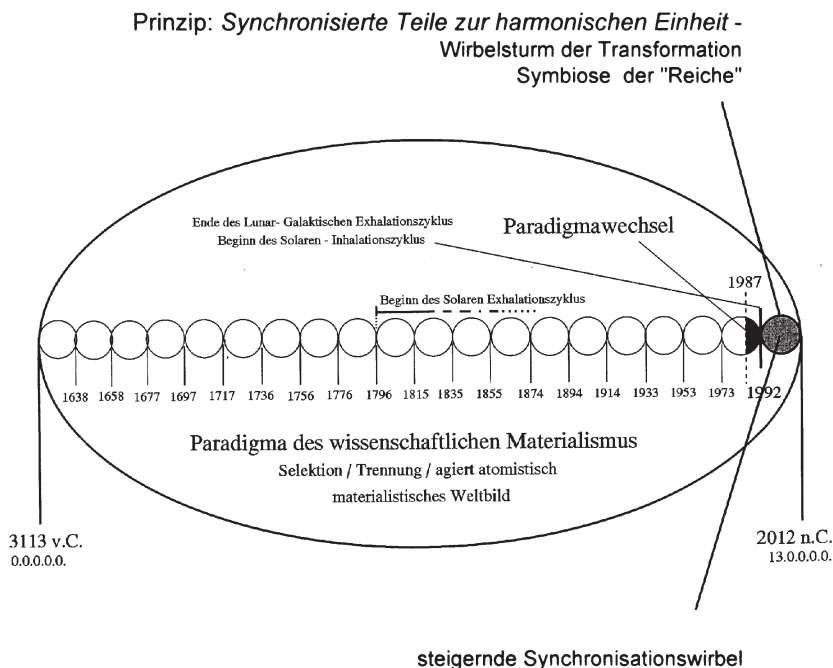 Prinzip: Synchronisierte Teile zur harmonischen Einheit -
Wirbelsturm der Transformation
Symbiose der "Reiche"
Ende des Lunar- Galaktischen Exhalationszyklus
Beginn des Solaren - Inhalationszyklus
Paradigmawechsel
1987
Beginn des Solaren Exhalationszyklus
1638 1658 1677 1697 1717 1736 1756 1776 1796 1815 1835 1855 1874 1894 1914 1933 1953 1973 1992
Paradigma des wissenschaftlichen Materialismus
Selektion / Trennung / agiert atomistisch
materialistisches Weltbild
3113 v.C.
0.0.0.0.0.
2012 n.C.
13.0.0.0.0.
steigernde Synchronisationswirbel